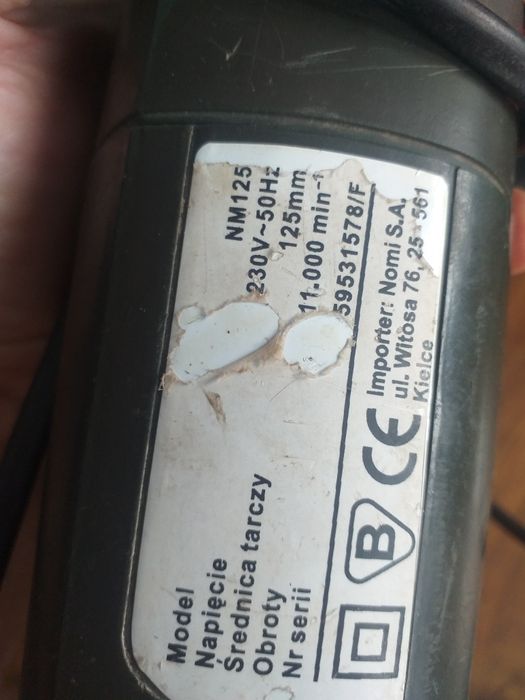 Model NM125
Napięcie 230V~50Hz
Średnica tarczy 125mm
Obroty 11.000 min⁻¹
Nr serii 59531578/F
B CE Importer: Nomi S.A.
ul. Witosa 76, 25-561
Kielce